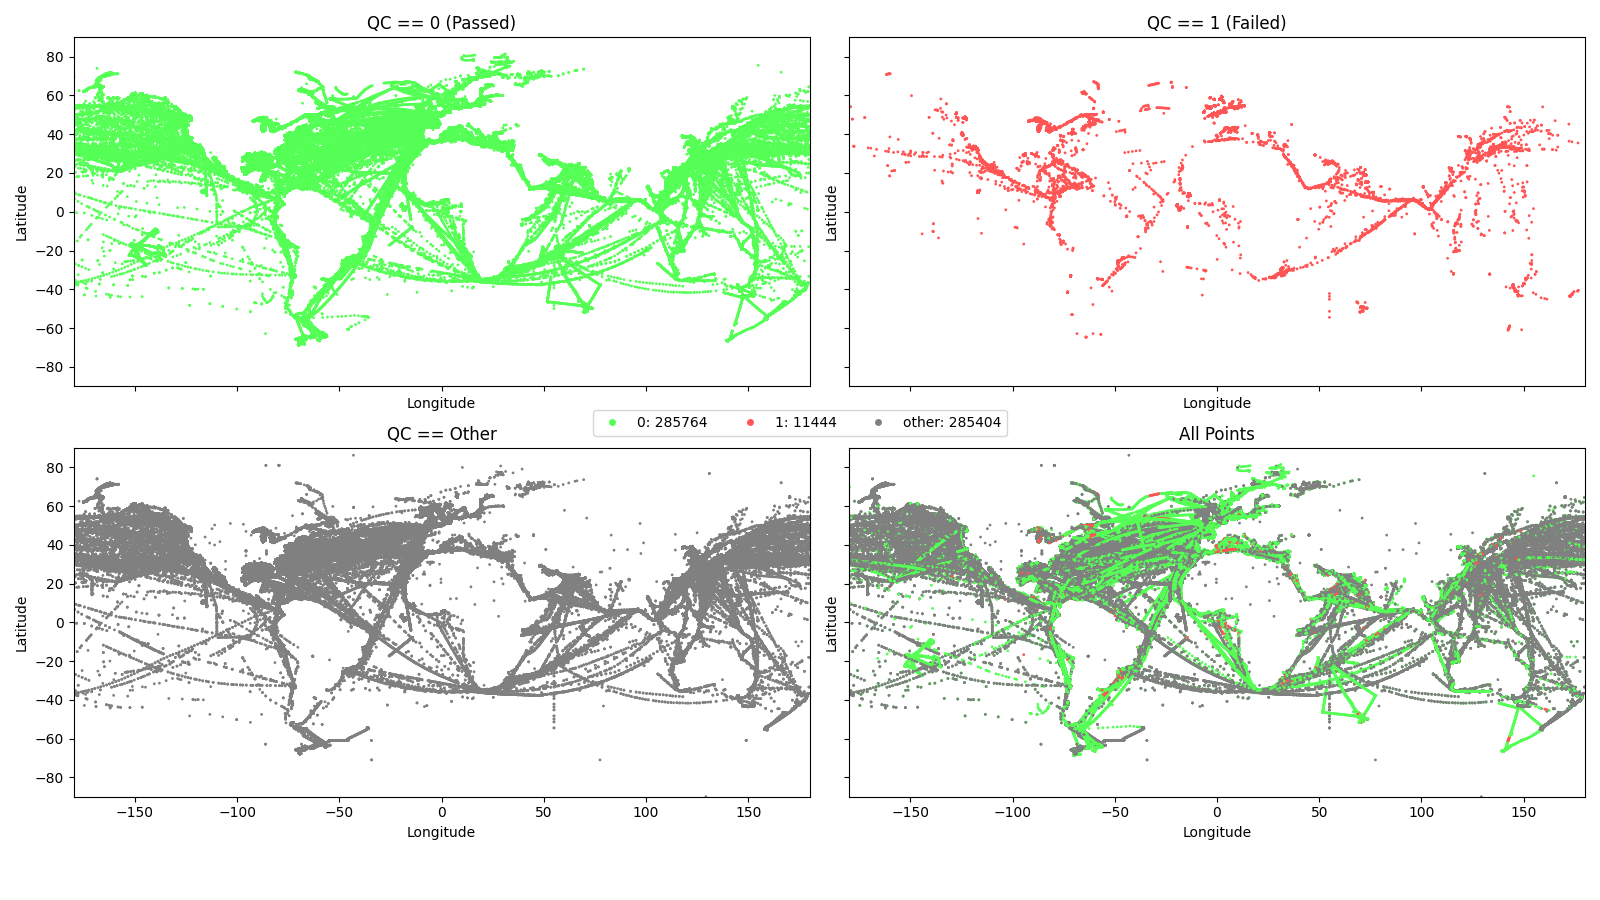 QC == 0 (Passed)
QC == 1 (Failed)
80
60
40
20
0
−20
−40
−60
−80
Latitude
Latitude
Longitude
Longitude
0: 285764
1: 11444
other: 285404
QC == Other
All Points
80
60
40
20
0
−20
−40
−60
−80
Latitude
Latitude
−150
−100
−50
0
50
100
150
−150
−100
−50
0
50
100
150
Longitude
Longitude